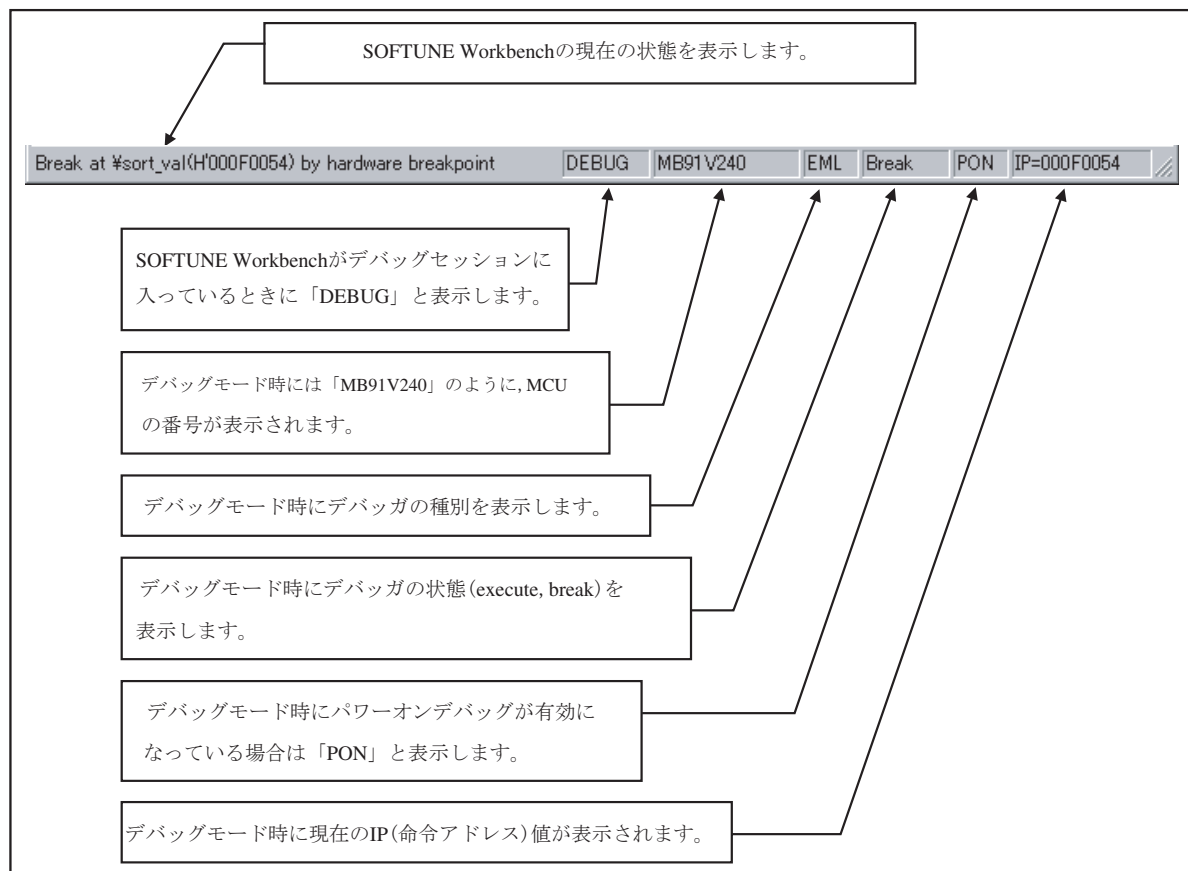 SOFTUNE Workbenchの現在の状態を表示します。
Break at ¥sort_val(H'000F0054) by hardware breakpoint DEBUG MB91V240 EML Break PON IP=000F0054
SOFTUNE Workbenchがデバッグセッションに
入っているときに「DEBUG」と表示します。
デバッグモード時には「MB91V240」のように, MCU
の番号が表示されます。
デバッグモード時にデバッガの種別を表示します。
デバッグモード時にデバッガの状態(execute, break)を
表示します。
デバッグモード時にパワーオンデバッグが有効に
なっている場合は「PON」と表示します。
デバッグモード時に現在のIP(命令アドレス)値が表示されます。